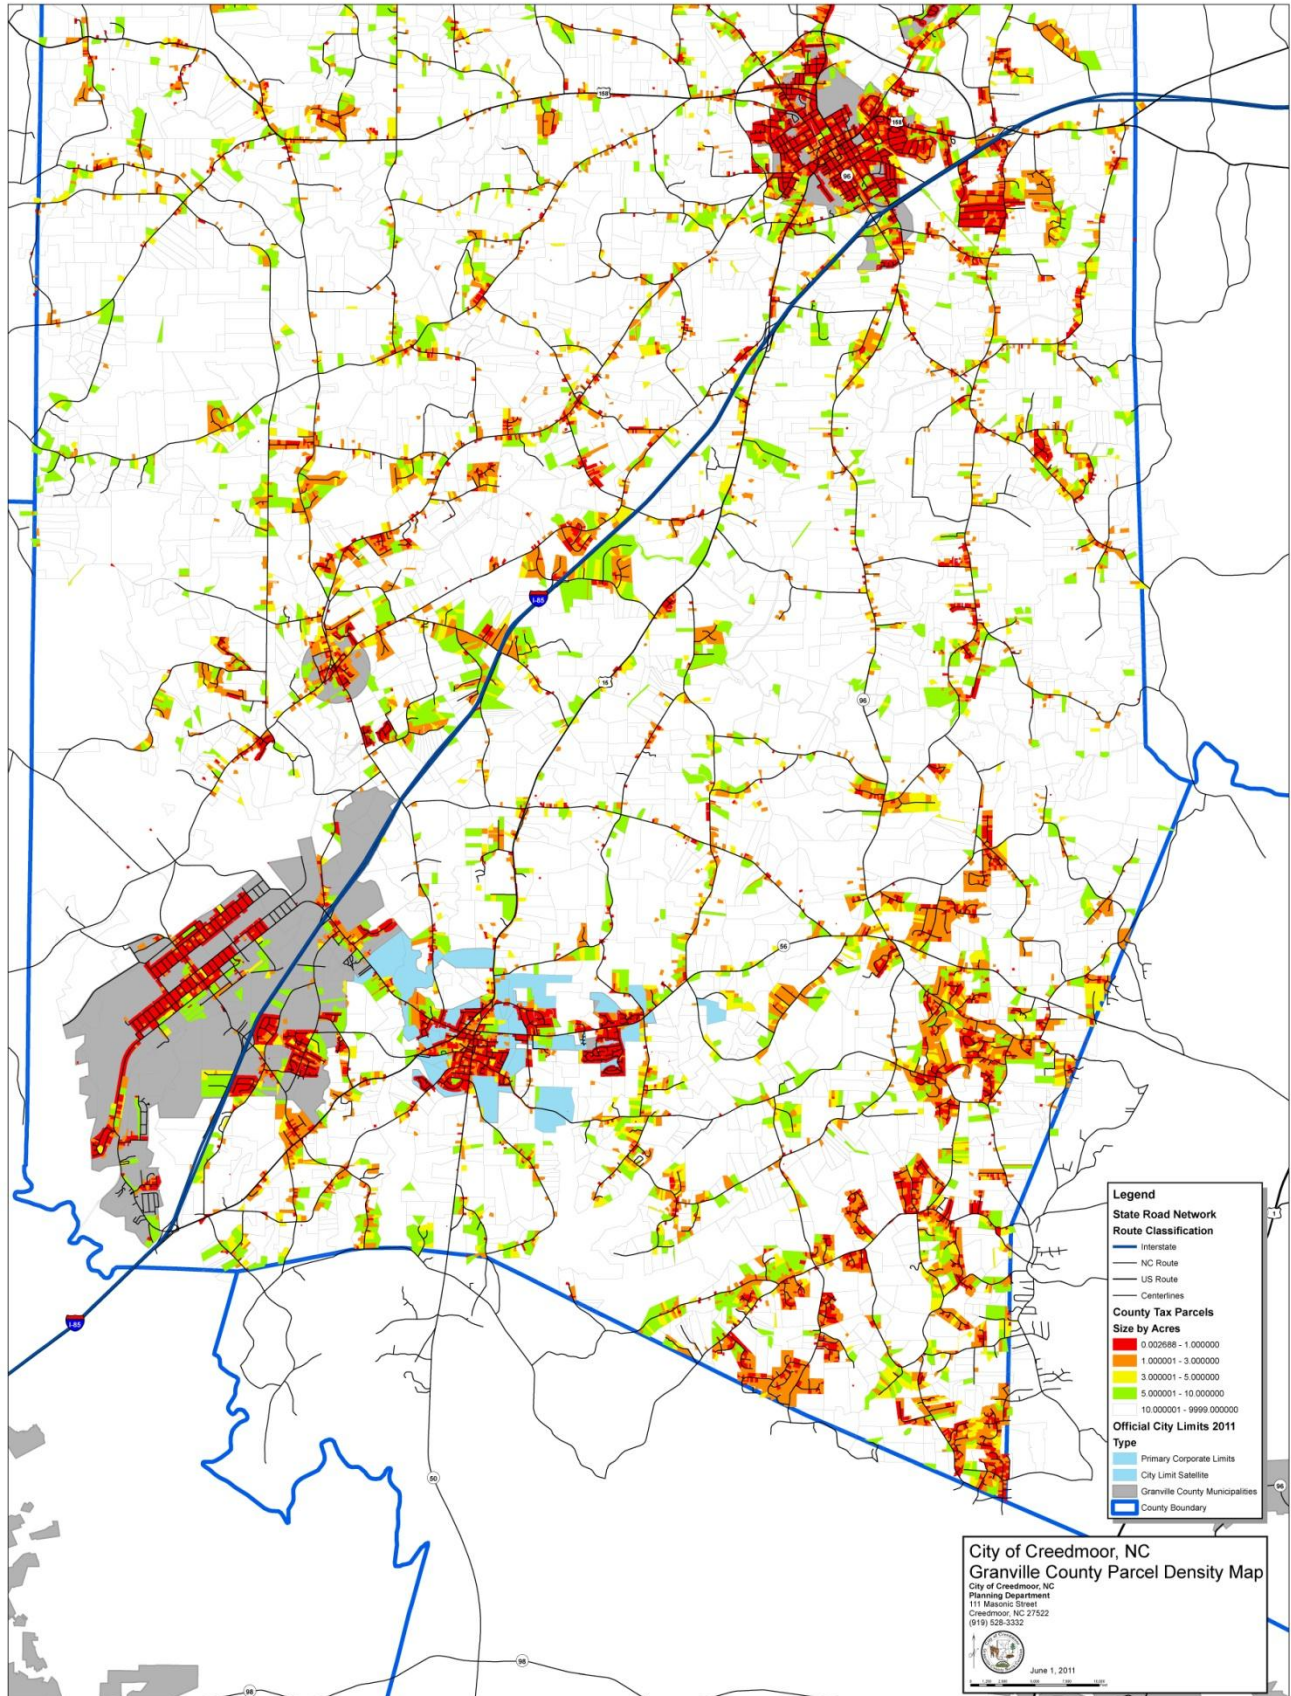 158
158
96
I-85
15
96
56
1
I-85
50
96
98
98
Legend
State Road Network
Route Classification
Interstate
NC Route
US Route
Centerlines
County Tax Parcels
Size by Acres
0.002688 - 1.000000
1.000001 - 3.000000
3.000001 - 5.000000
5.000001 - 10.000000
10.000001 - 9999.000000
Official City Limits 2011
Type
Primary Corporate Limits
City Limit Satellite
Granville County Municipalities
County Boundary
City of Creedmoor, NC
Granville County Parcel Density Map
City of Creedmoor, NC
Planning Department
111 Masonic Street
Creedmoor, NC 27522
(919) 528-3332
June 1, 2011